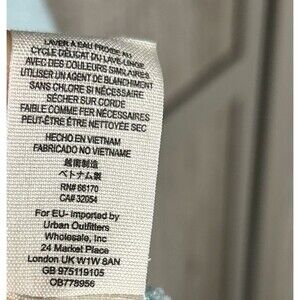 LAVER À EAU FROIDE AU
CYCLE DÉLICAT DU LAVE-LINGE
AVEC DES COULEURS SIMILAIRES
UTILISER UN AGENT DE BLANCHIMENT
SANS CHLORE SI NÉCESSAIRE
SÉCHER SUR CORDE
FAIBLE COMME FER NÉCESSAIRES
PEUT-ÊTRE ÊTRE NETTOYÉE SEC
HECHO EN VIETNAM
FABRICADO NO VIETNAME
越南制造
ベトナム製
RN# 66170
CA# 32054
For EU- Imported by
Urban Outfitters
Wholesale, Inc
24 Market Place
London UK W1W 8AN
GB 975119105
OB778956